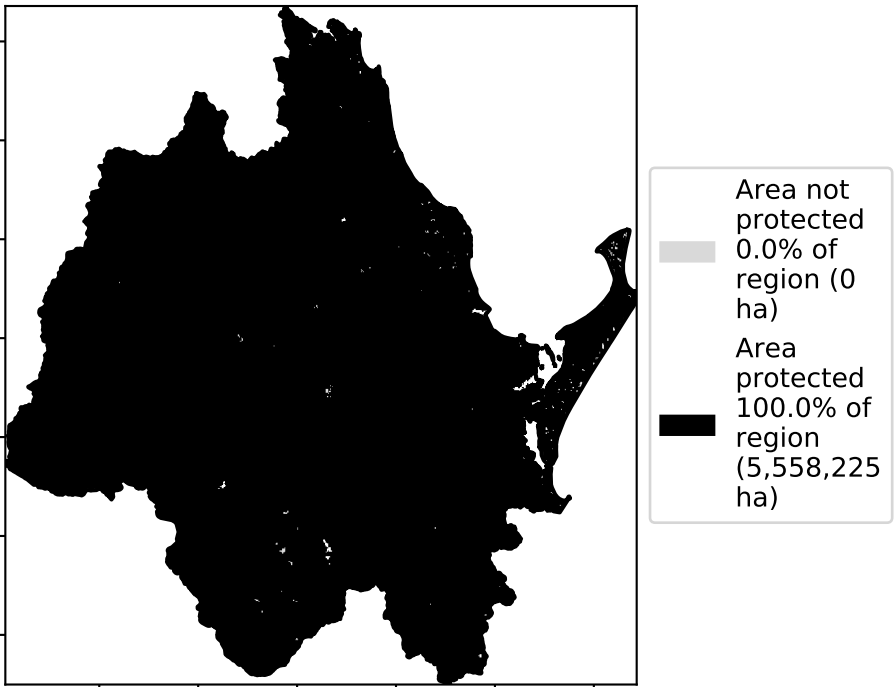 Area not
protected
0.0% of
region (0
ha)
Area
protected
100.0% of
region
(5,558,225
ha)